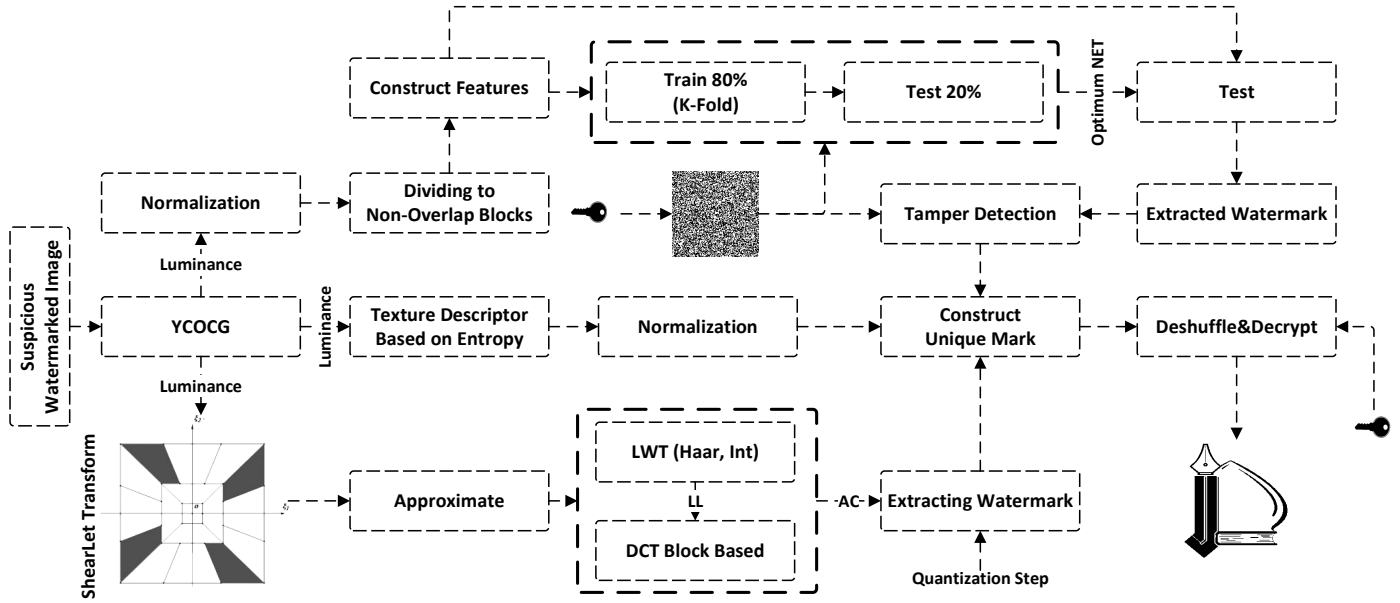 Construct Features
Train 80%
(K-Fold)
Test 20%
Optimum NET
Test
Normalization
Dividing to
Non-Overlap Blocks
Tamper Detection
Extracted Watermark
Suspicious
Watermarked Image
Luminance
YCOCG
Luminance
Texture Descriptor
Based on Entropy
Normalization
Construct
Unique Mark
Deshuffle&Decrypt
Luminance
ShearLet Transform
ξ2
ξ1
Approximate
LWT (Haar, Int)
LL
DCT Block Based
AC
Extracting Watermark
Quantization Step